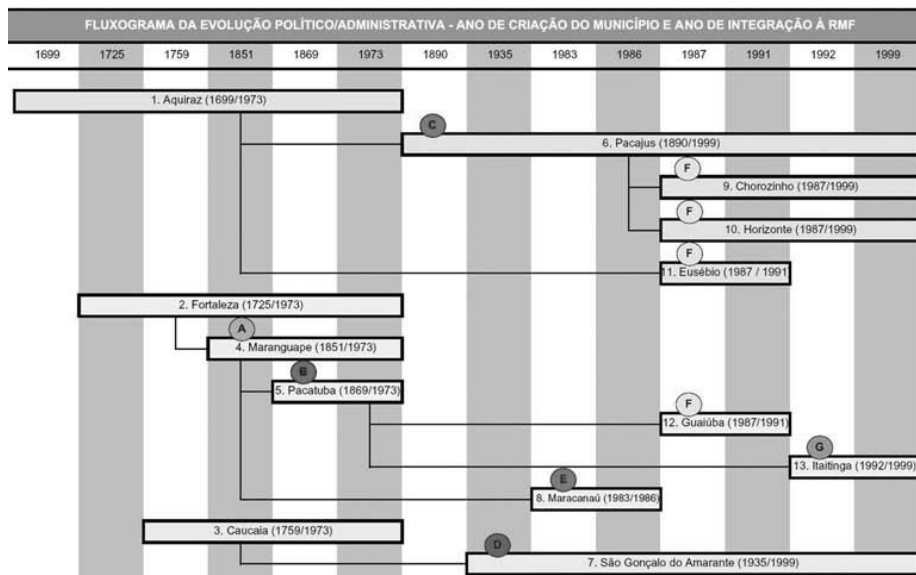 FLUXOGRAMA DA EVOLUÇÃO POLÍTICO/ADMINISTRATIVA - ANO DE CRIAÇÃO DO MUNICÍPIO E ANO DE INTEGRAÇÃO À RMF
1699 1725 1759 1851 1869 1973 1890 1935 1983 1986 1987 1991 1992 1999
1. Aquiraz (1699/1973)
C
6. Pacajus (1890/1999)
F
9. Chorozinho (1987/1999)
F
10. Horizonte (1987/1999)
F
11. Eusébio (1987 / 1991)
2. Fortaleza (1725/1973)
A
4. Maranguape (1851/1973)
B
5. Pacatuba (1869/1973)
F
12. Guaiúba (1987/1991)
G
13. Itaitinga (1992/1999)
E
8. Maracanaú (1983/1986)
3. Caucaia (1759/1973)
D
7. São Gonçalo do Amarante (1935/1999)